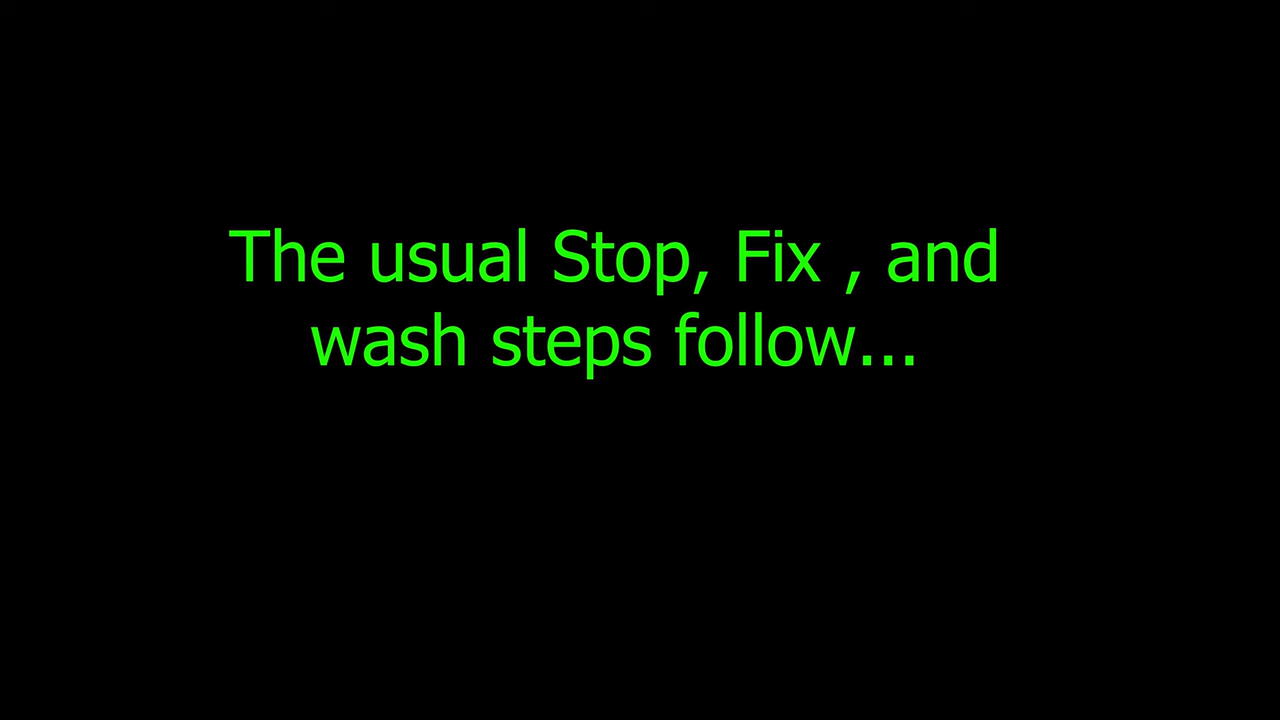 The usual Stop, Fix , and
wash steps follow...